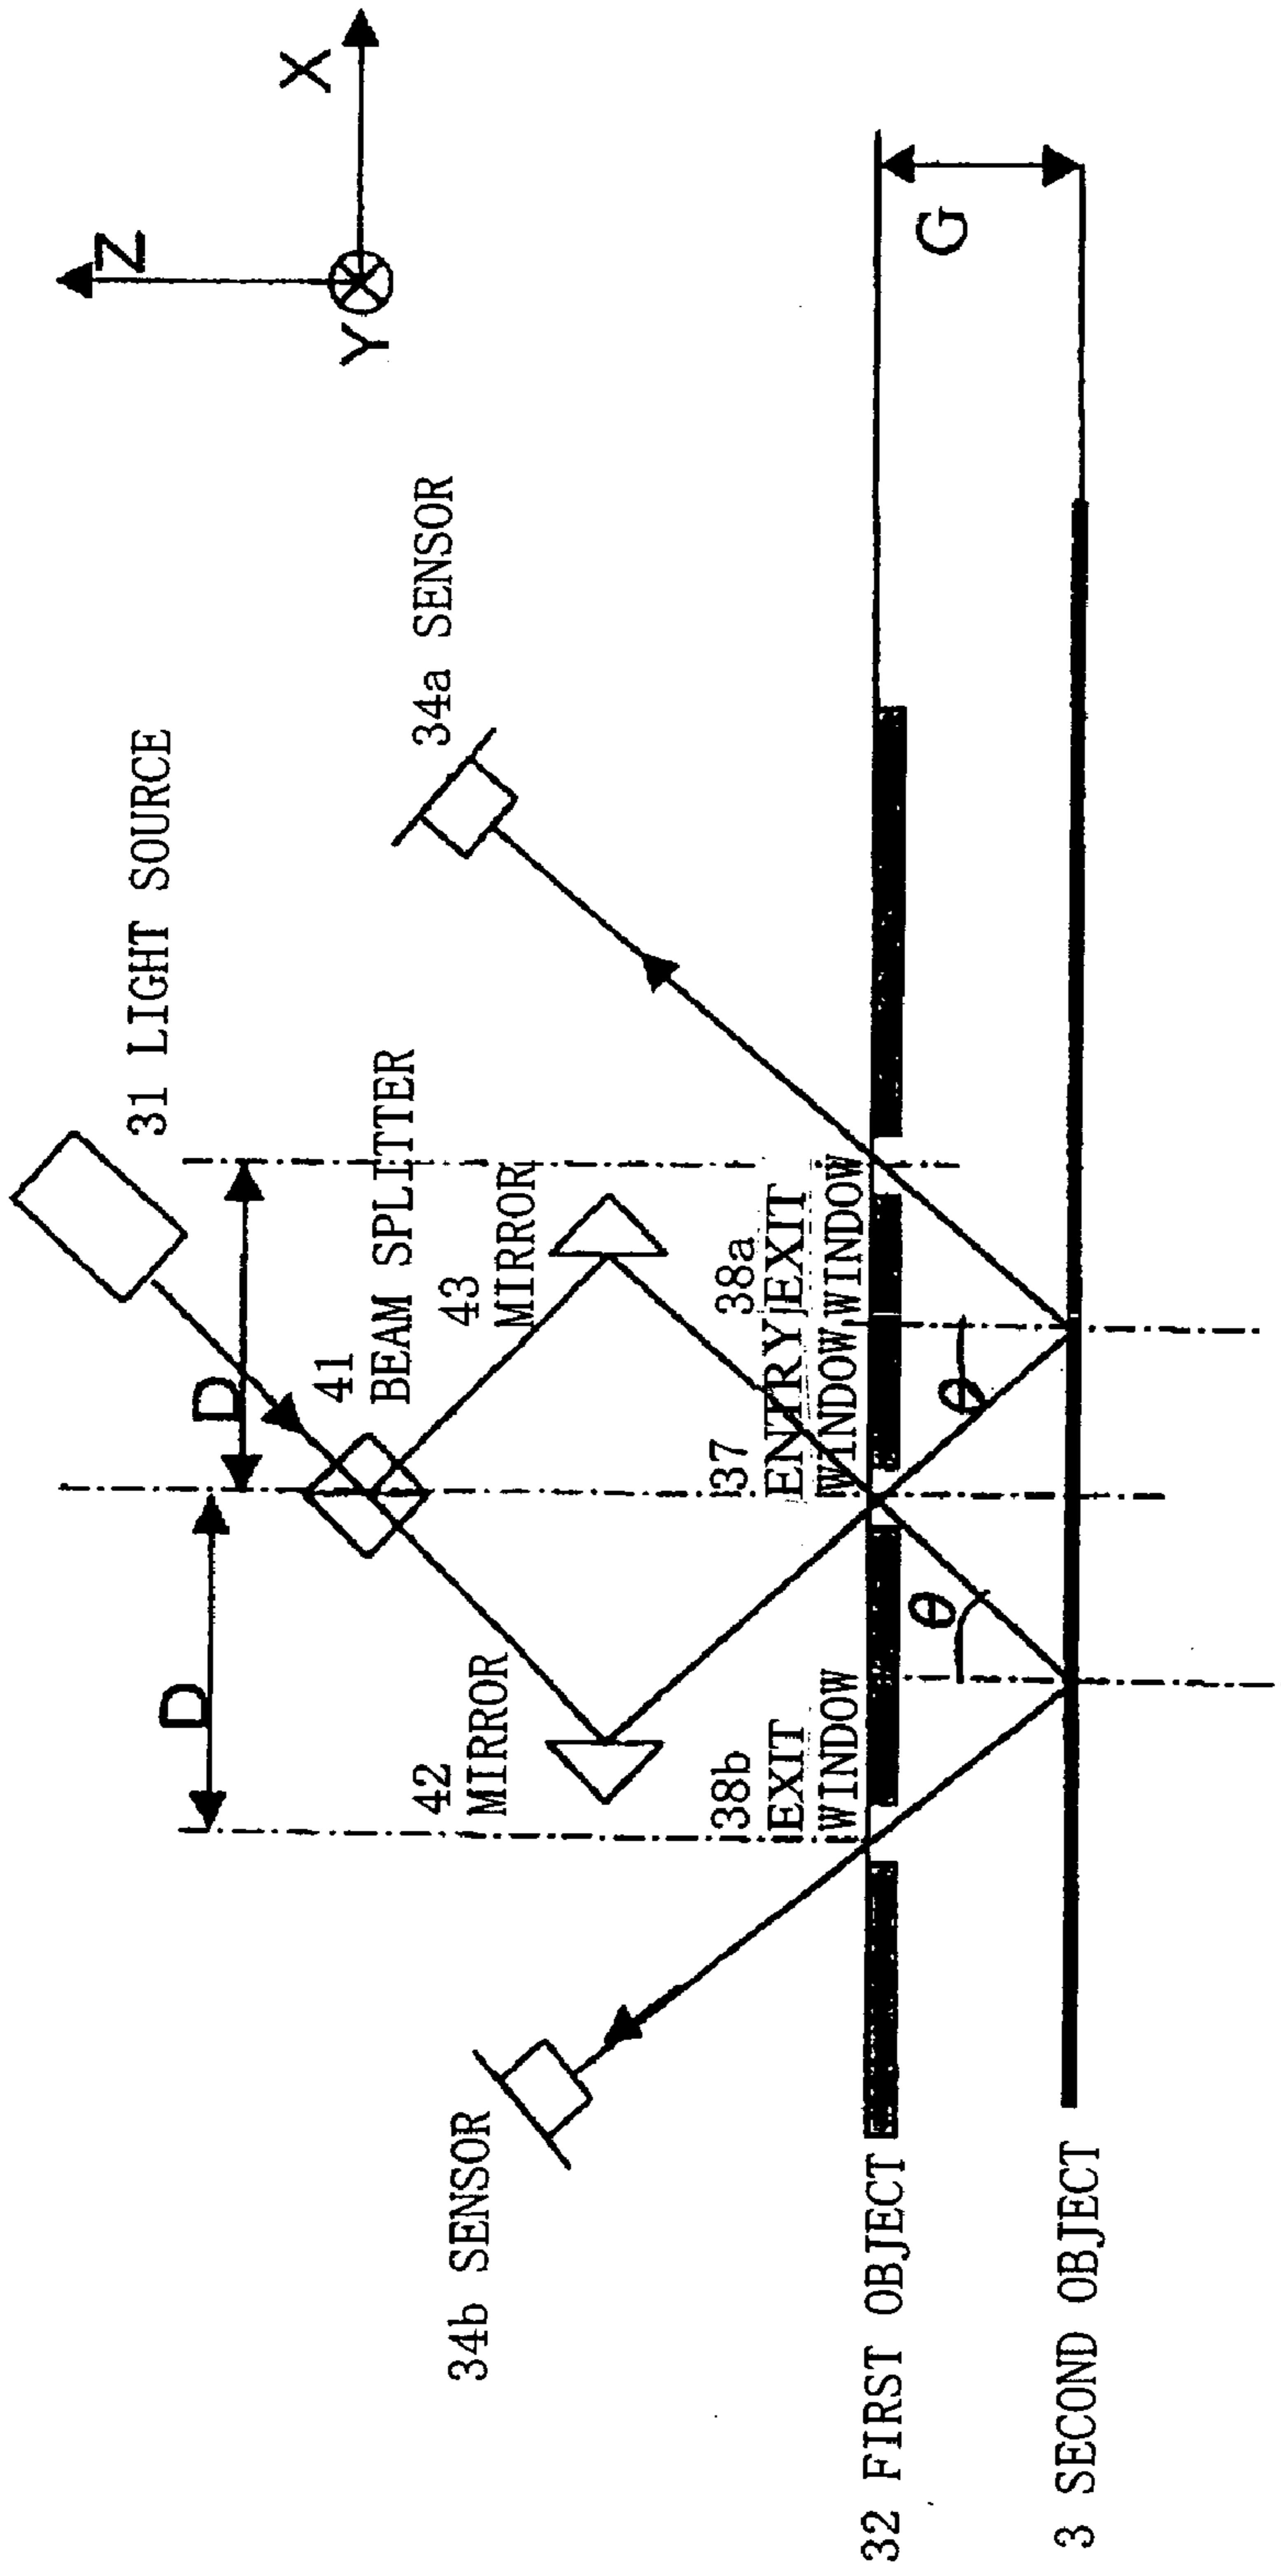 Z
X
Y
31 LIGHT SOURCE
D
D
41
BEAM SPLITTER
34a SENSOR
34b SENSOR
42
MIRROR
43
MIRROR
38b
EXIT
WINDOW
37
ENTRY
WINDOW
38a
EXIT
WINDOW
θ
θ
G
32 FIRST OBJECT
3 SECOND OBJECT